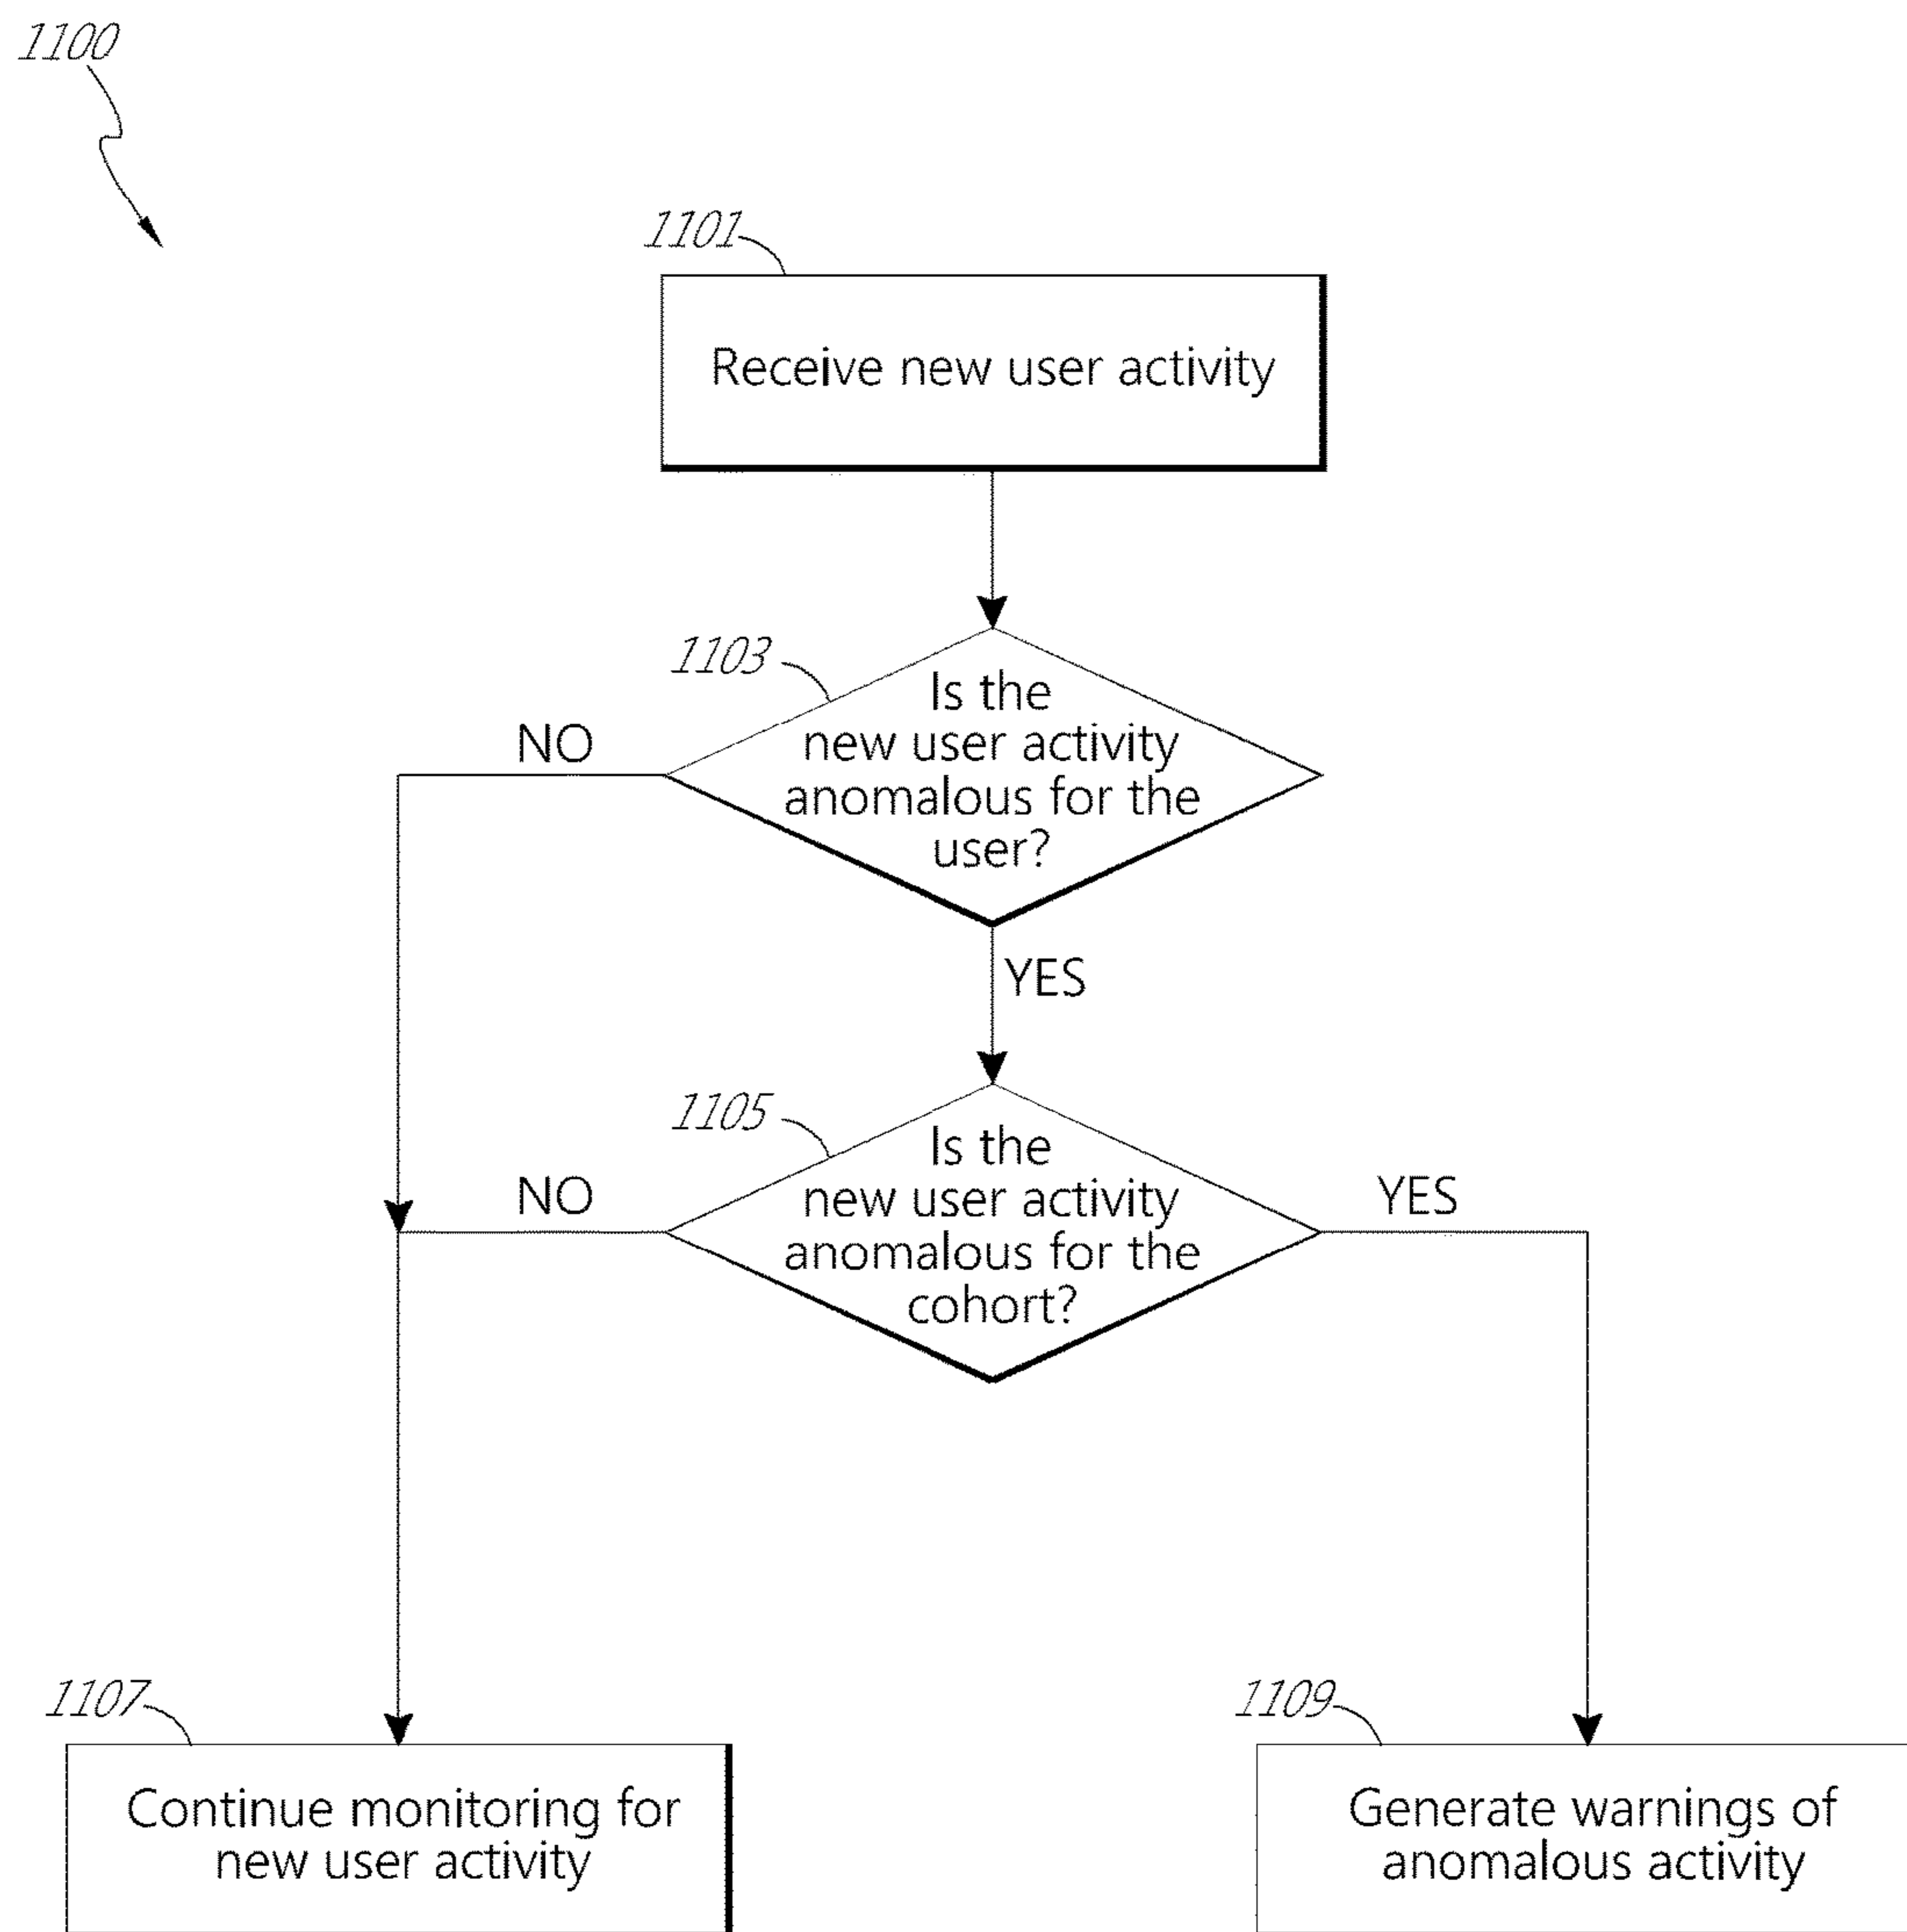 1100
1101
Receive new user activity
1103
Is the
new user activity
anomalous for the
user?
NO
YES
1105
Is the
new user activity
anomalous for the
cohort?
NO
YES
1107
Continue monitoring for
new user activity
1109
Generate warnings of
anomalous activity